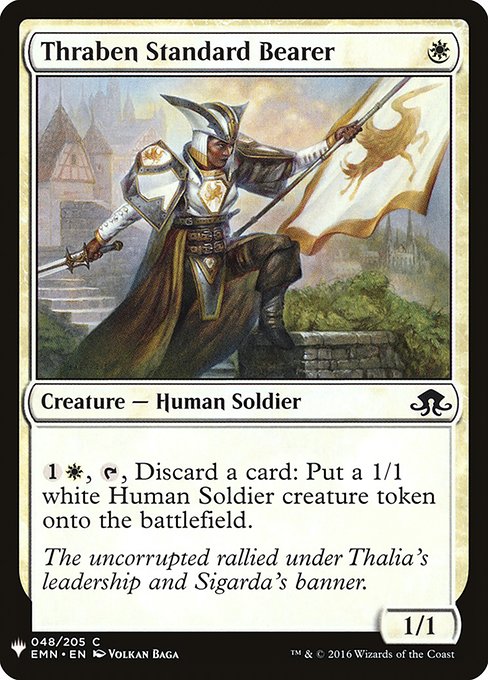 Thraben Standard Bearer
Creature — Human Soldier
1, , Discard a card: Put a 1/1
white Human Soldier creature token
onto the battlefield.
The uncorrupted rallied under Thalia's
leadership and Sigarda's banner.
1/1
048/205 C
EMN • EN Volkan Baga
™ & © 2016 Wizards of the Coast